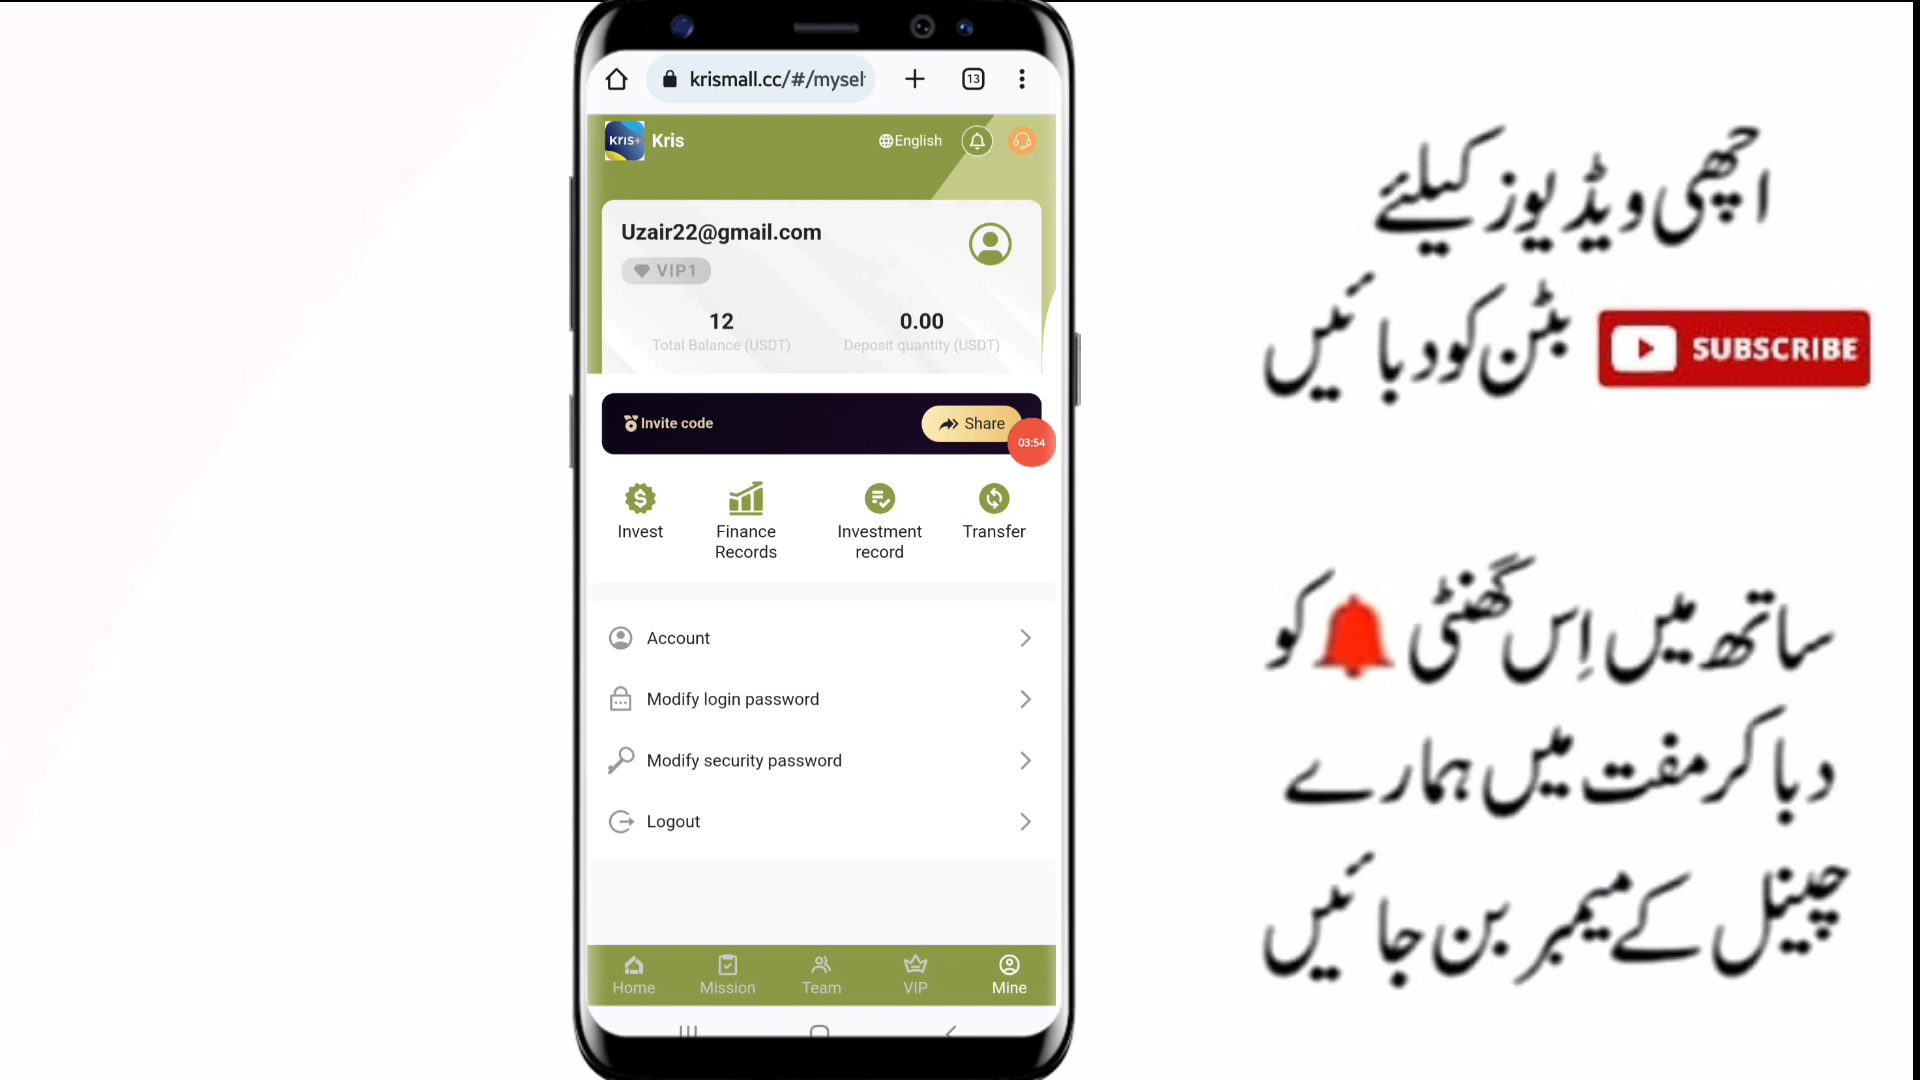 krismall.cc/#/mysel
13
KRIS+
Kris
English
Uzair22@gmail.com
VIP1
12
0.00
Total Balance (USDT)
Deposit quantity (USDT)
Invite code
Share
03:54
Invest
Finance
Records
Investment
record
Transfer
Account
Modify login password
Modify security password
Logout
Home
Mission
Team
VIP
Mine
اچھی ویڈیوز کیلئے
بٹن کو دبائیں
SUBSCRIBE
ساتھ میں اِس گھنٹی کو
دبا کر مفت میں ہمارے
چینل کے میمبر بن جائیں